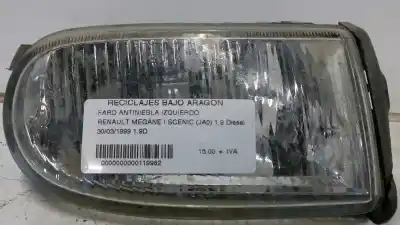 RECICLAJES BAJO ARAGON
FARO ANTINIEBLA IZQUIERDO
RENAULT MEGANE I SCENIC (JA0) 1.9 Diesel
30/03/1999 1.9D
15.00 + IVA
0000000000119982